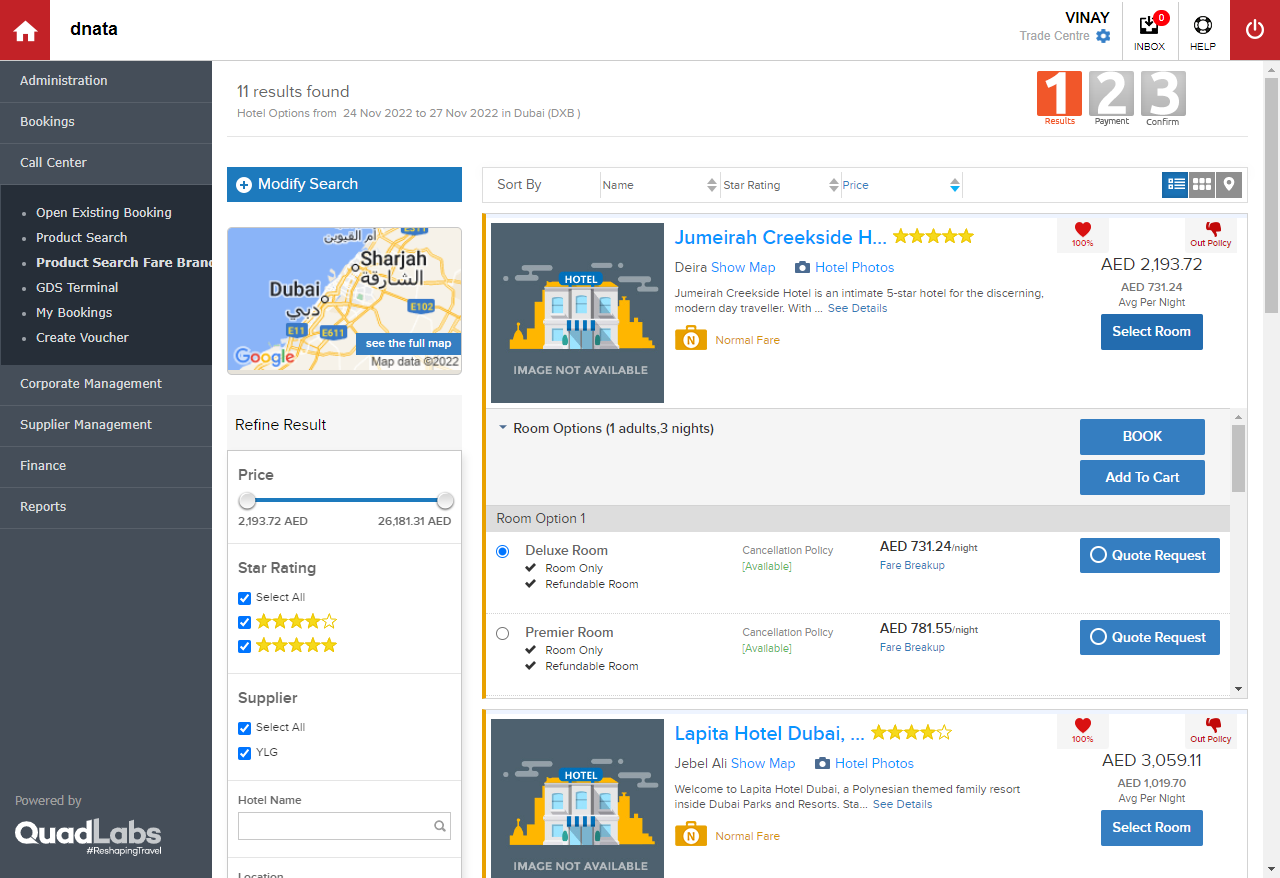 dnata
VINAY
Trade Centre
0
INBOX
HELP
Administration
Bookings
Call Center
Open Existing Booking
Product Search
Product Search Fare Bran
GDS Terminal
My Bookings
Create Voucher
Corporate Management
Supplier Management
Finance
Reports
Powered by
QuadLabs
#ReshapingTravel
11 results found
Hotel Options from 24 Nov 2022 to 27 Nov 2022 in Dubai (DXB )
1 2 3
Results Payment Confirm
Modify Search
أم القيوين
Sharjah
الشارقة
Dubai
دبي
E102
E11
E611
see the full map
Google
Map data ©2022
Refine Result
Price
2,193.72 AED 26,181.31 AED
Star Rating
Select All
Supplier
Select All
YLG
Hotel Name
Location
Sort By Name Star Rating Price
Jumeirah Creekside H...
100%
Out Policy
Deira Show Map Hotel Photos
Jumeirah Creekside Hotel is an intimate 5-star hotel for the discerning,
modern day traveller. With ... See Details
N Normal Fare
HOTEL
IMAGE NOT AVAILABLE
AED 2,193.72
AED 731.24
Avg Per Night
Select Room
Room Options (1 adults,3 nights)
BOOK
Add To Cart
Room Option 1
Deluxe Room
Room Only
Refundable Room
Cancellation Policy
[Available]
AED 731.24/night
Fare Breakup
Quote Request
Premier Room
Room Only
Refundable Room
Cancellation Policy
[Available]
AED 781.55/night
Fare Breakup
Quote Request
Lapita Hotel Dubai, ...
100%
Out Policy
Jebel Ali Show Map Hotel Photos
Welcome to Lapita Hotel Dubai, a Polynesian themed family resort
inside Dubai Parks and Resorts. Sta... See Details
N Normal Fare
HOTEL
IMAGE NOT AVAILABLE
AED 3,059.11
AED 1,019.70
Avg Per Night
Select Room